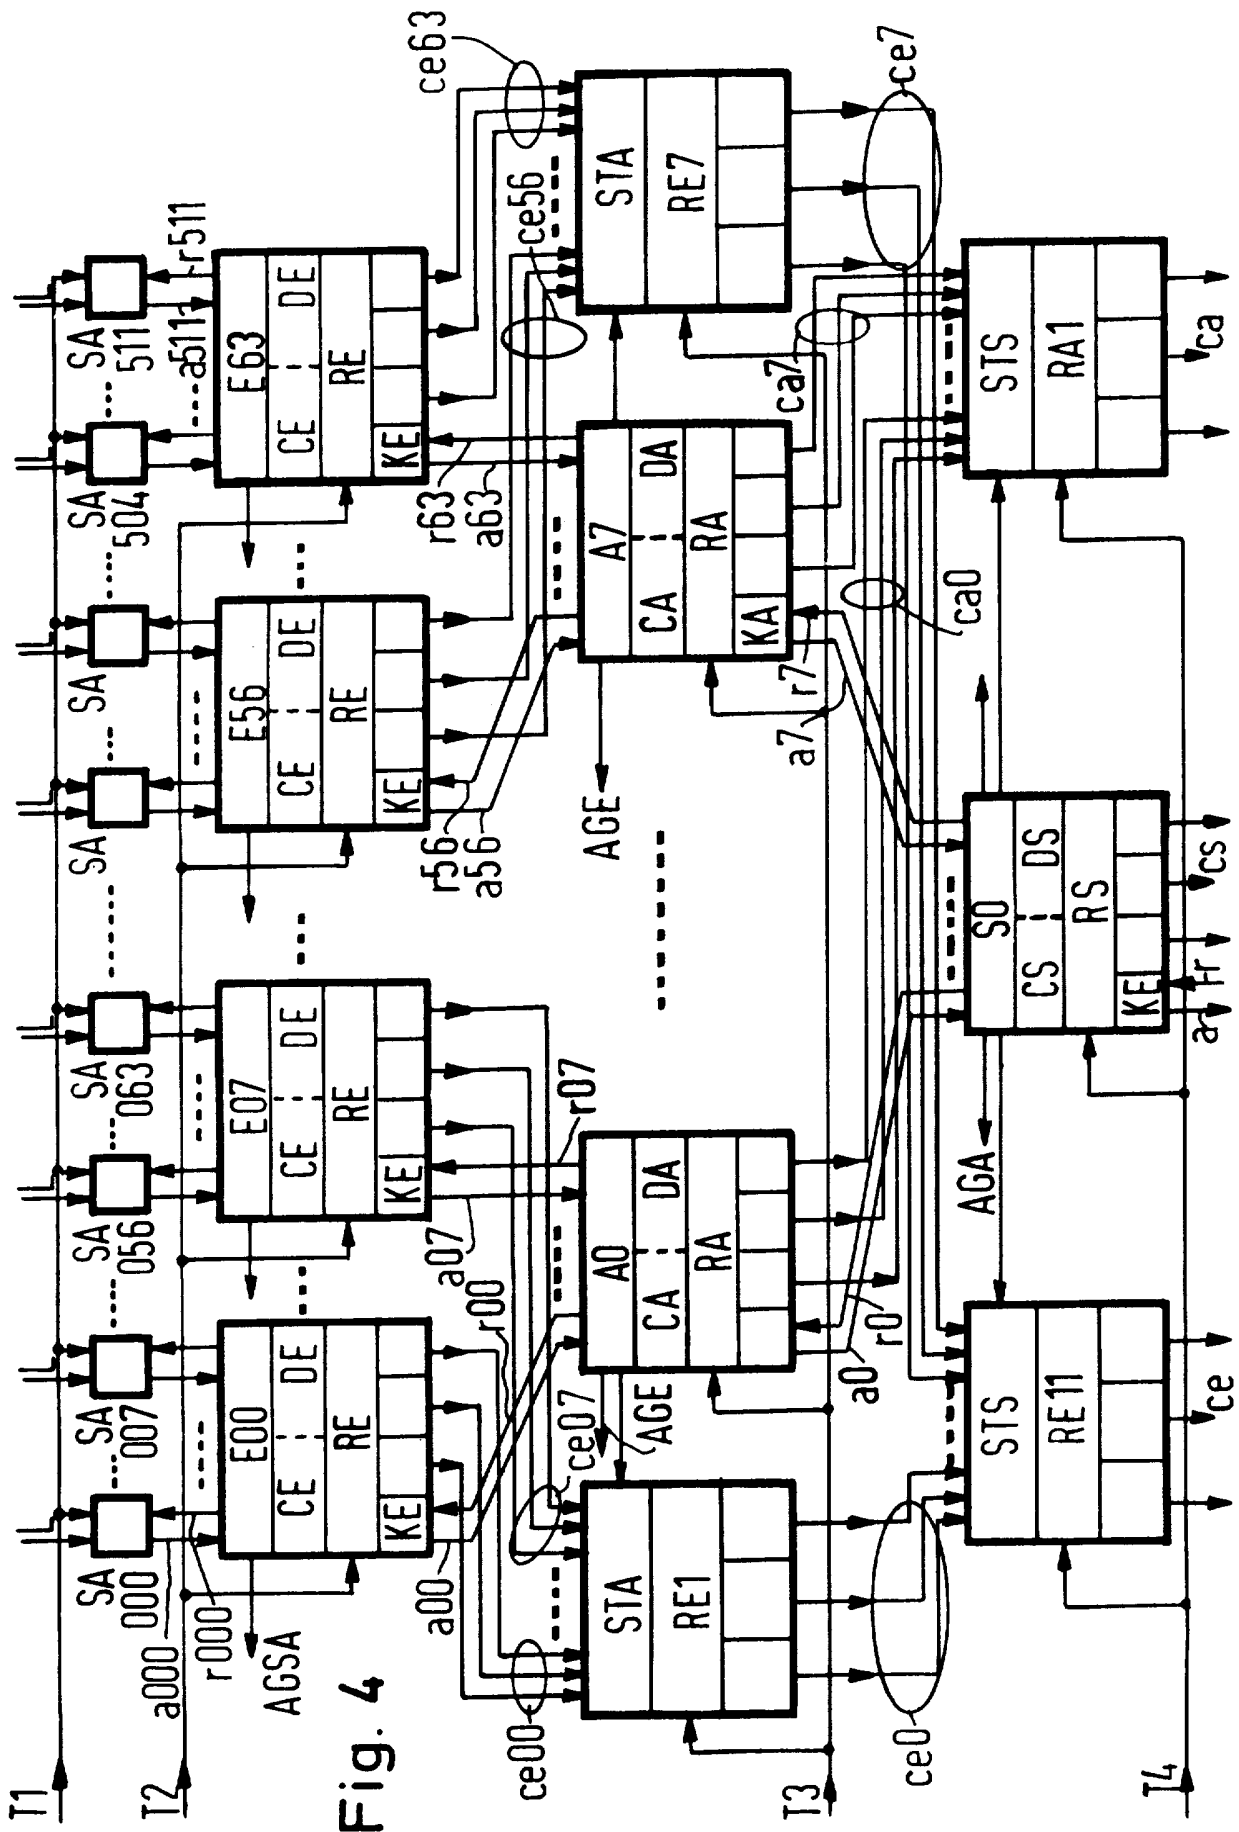 Fig. 4
T1
T2
T3
T4
SA 000
SA 007
SA 056
SA 063
SA
SA
SA 504
SA 511
a000
r000
a511
r511
AGSA
E00
CE DE
RE
KE
E07
CE DE
RE
KE
E56
CE DE
RE
KE
E63
CE DE
RE
KE
a00
r00
a07
r07
r56
a56
r63
a63
ce00
ce07
ce56
ce63
STA
RE1
AGE
A0
CA DA
RA
AGE
A7
CA DA
RA
KA
STA
RE7
ce0
a0
r0
a7
r7
ca0
ca7
ce7
STS
RE11
AGA
S0
CS DS
RS
KE
STS
RA1
ce
a
Fr
cs
ca